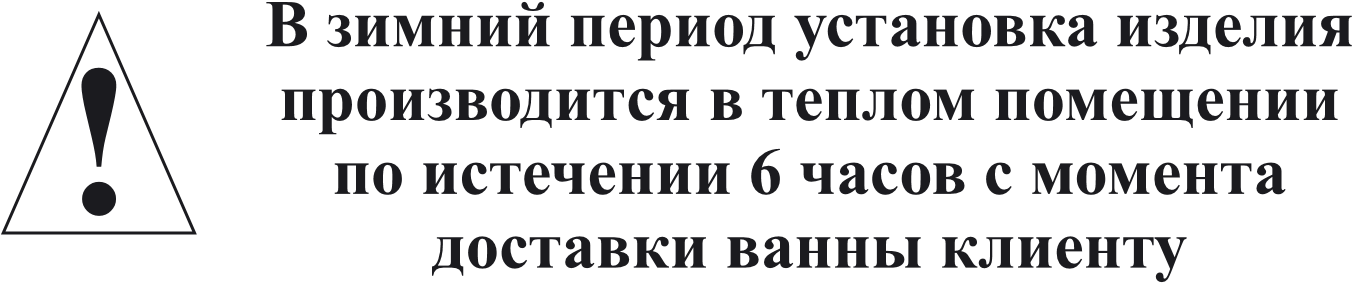 В зимний период установка изделия
производится в теплом помещении
по истечении 6 часов с момента
доставки ванны клиенту